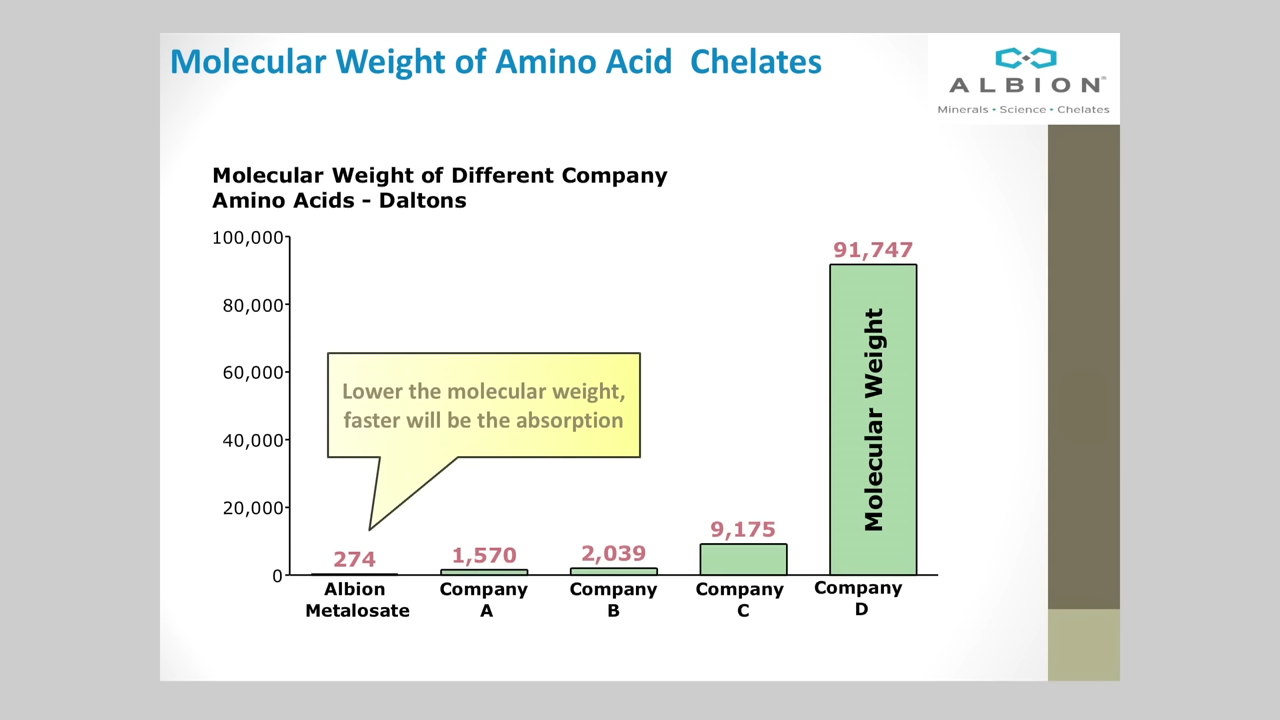 Molecular Weight of Amino Acid  Chelates
ALBION®
Minerals • Science • Chelates
Molecular Weight of Different Company
Amino Acids - Daltons
100,000
80,000
60,000
40,000
20,000
0
Lower the molecular weight,
faster will be the absorption
274
1,570
2,039
9,175
91,747
Molecular Weight
Albion
Metalosate
Company
A
Company
B
Company
C
Company
D